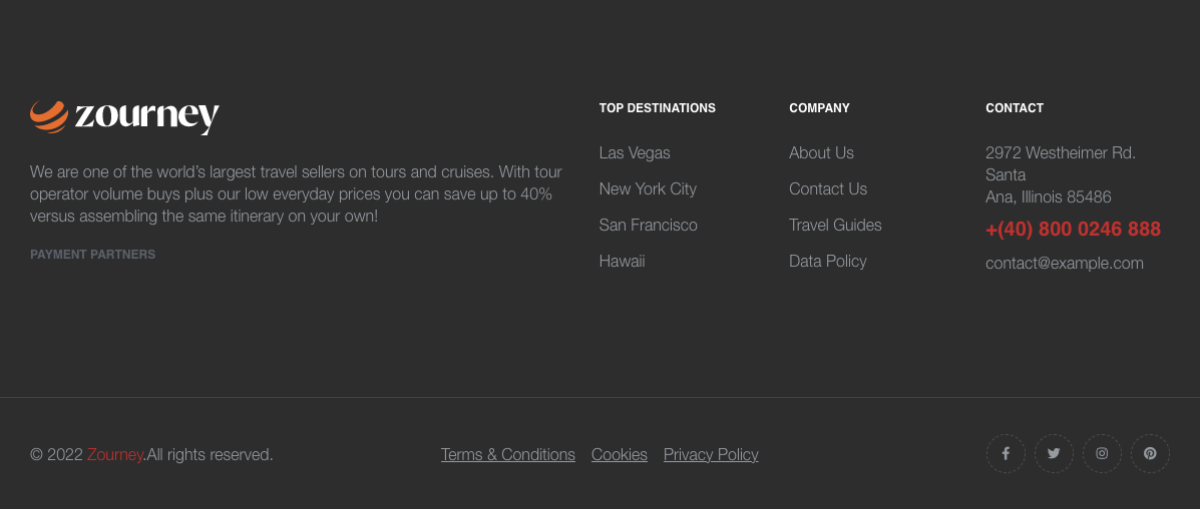 zourney
We are one of the world's largest travel sellers on tours and cruises. With tour
operator volume buys plus our low everyday prices you can save up to 40%
versus assembling the same itinerary on your own!
PAYMENT PARTNERS
TOP DESTINATIONS
Las Vegas
New York City
San Francisco
Hawaii
COMPANY
About Us
Contact Us
Travel Guides
Data Policy
CONTACT
2972 Westheimer Rd.
Santa
Ana, Illinois 85486
+(40) 800 0246 888
contact@example.com
© 2022 Zourney.All rights reserved.
Terms & Conditions Cookies Privacy Policy